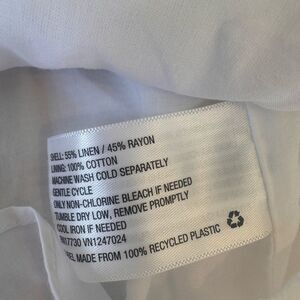 SHELL: 55% LINEN / 45% RAYON
LINING: 100% COTTON
MACHINE WASH COLD SEPARATELY
GENTLE CYCLE
ONLY NON-CHLORINE BLEACH IF NEEDED
TUMBLE DRY LOW, REMOVE PROMPTLY
COOL IRON IF NEEDED
VN1247024
MADE FROM 100% RECYCLED PLASTIC